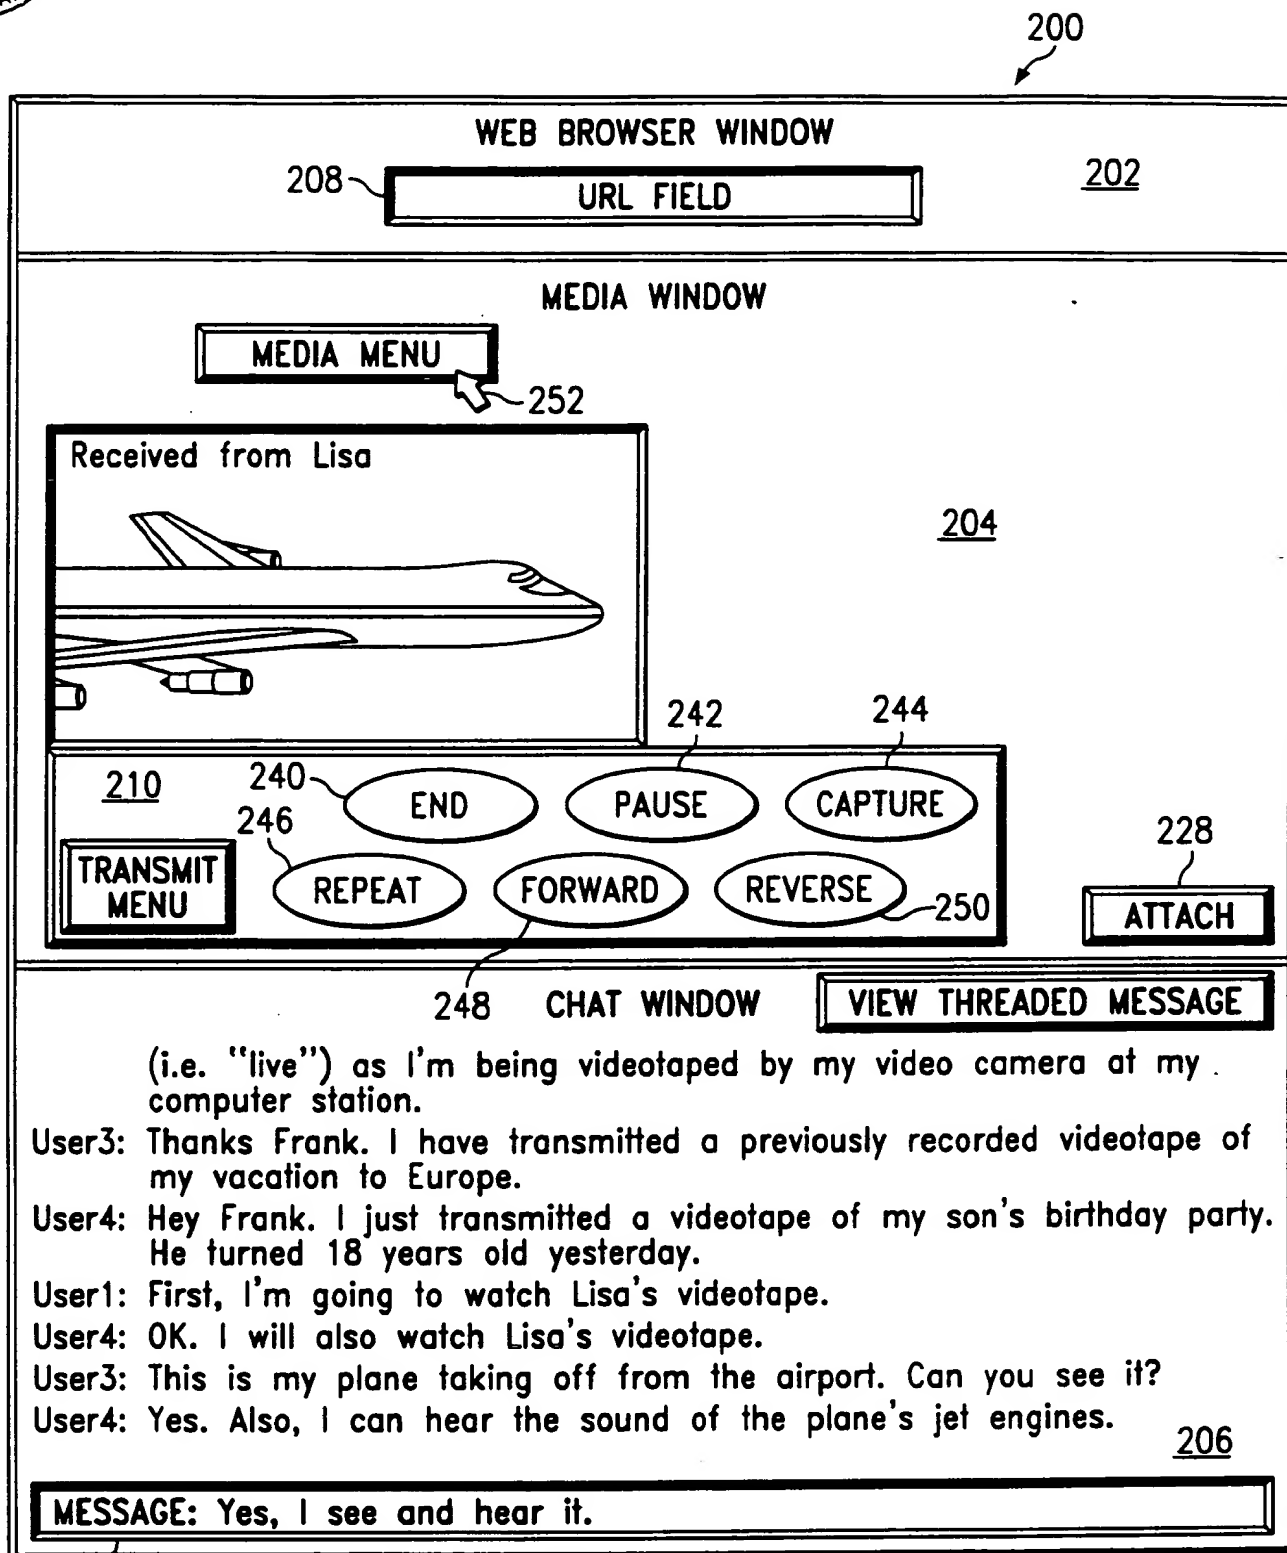 200
WEB BROWSER WINDOW
208
URL FIELD
202
MEDIA WINDOW
MEDIA MENU
252
Received from Lisa
204
242
244
210
240
END
PAUSE
CAPTURE
246
228
TRANSMIT
MENU
REPEAT
FORWARD
REVERSE
250
ATTACH
248
CHAT WINDOW
VIEW THREADED MESSAGE
(i.e. "live") as I'm being videotaped by my video camera at my
computer station.
User3: Thanks Frank. I have transmitted a previously recorded videotape of
my vacation to Europe.
User4: Hey Frank. I just transmitted a videotape of my son's birthday party.
He turned 18 years old yesterday.
User1: First, I'm going to watch Lisa's videotape.
User4: OK. I will also watch Lisa's videotape.
User3: This is my plane taking off from the airport. Can you see it?
User4: Yes. Also, I can hear the sound of the plane's jet engines.
206
MESSAGE: Yes, I see and hear it.